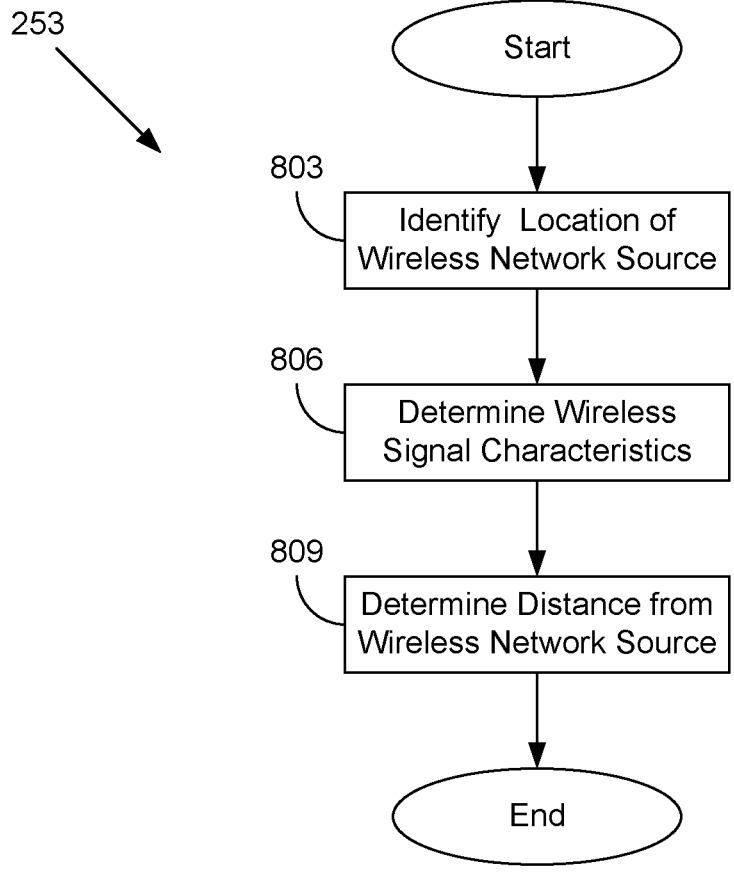 253
Start
803
Identify Location of
Wireless Network Source
806
Determine Wireless
Signal Characteristics
809
Determine Distance from
Wireless Network Source
End